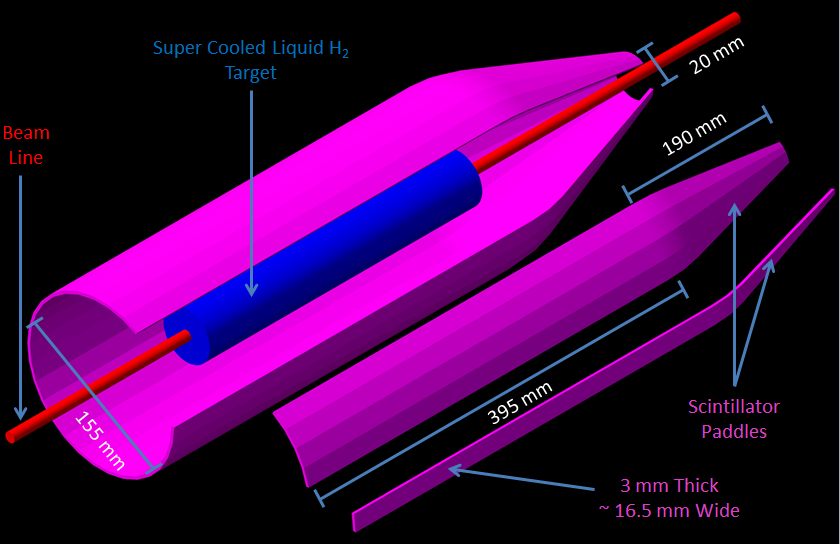 Super Cooled Liquid H₂
Target
20 mm
Beam
Line
190 mm
155 mm
395 mm
Scintillator
Paddles
3 mm Thick
~ 16.5 mm Wide